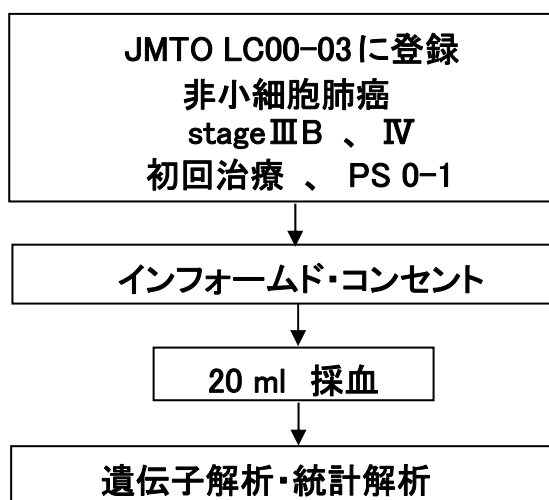 JMTO LC00-03に登録
非小細胞肺癌
stageⅢB 、 Ⅳ
初回治療 、 PS 0-1
インフォームド・コンセント
20 ml 採血
遺伝子解析・統計解析